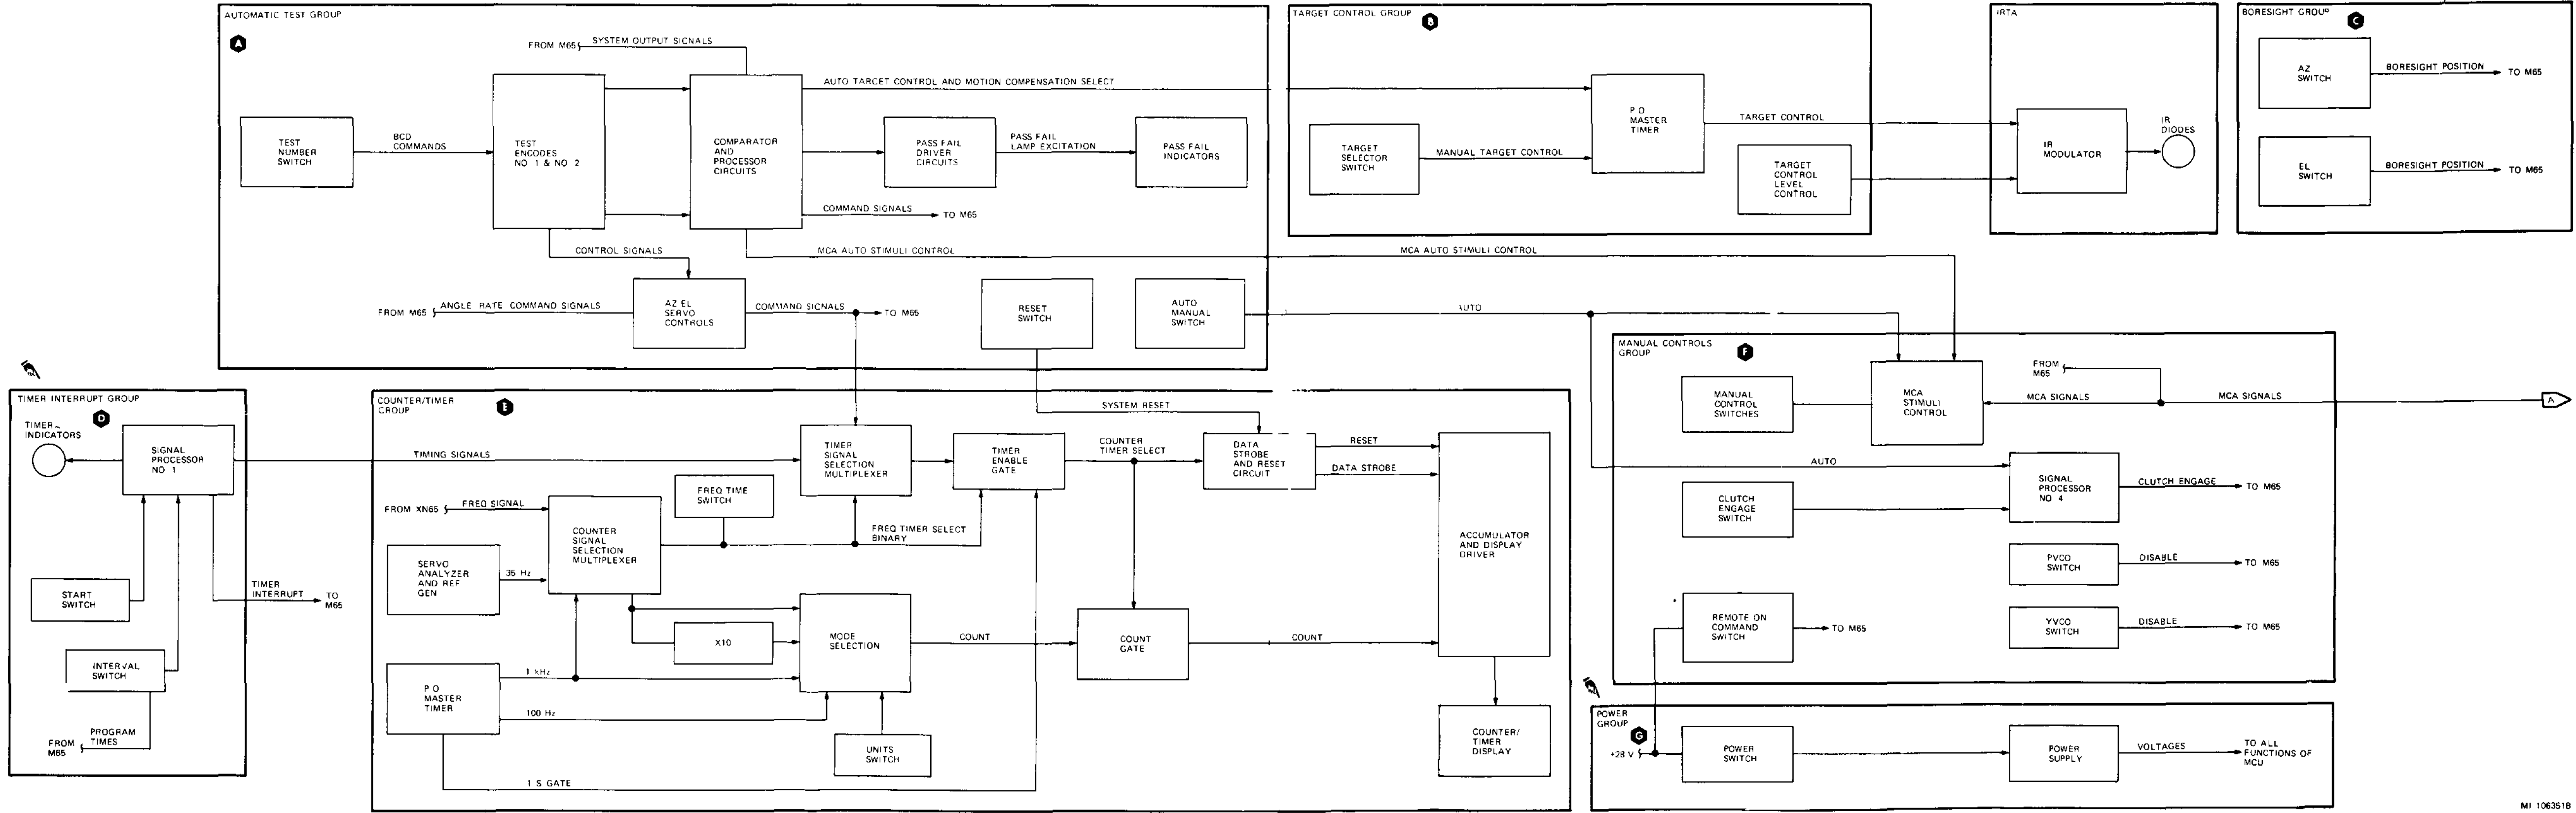 AUTOMATIC TEST GROUP
A
FROM M65
SYSTEM OUTPUT SIGNALS
TEST
NUMBER
SWITCH
BCD
COMMANDS
TEST
ENCODES
NO 1 & NO 2
COMPARATOR
AND
PROCESSOR
CIRCUITS
AUTO TARGET CONTROL AND MOTION COMPENSATION SELECT
PASS FAIL
DRIVER
CIRCUITS
PASS FAIL
LAMP EXCITATION
PASS FAIL
INDICATORS
COMMAND SIGNALS
TO M65
CONTROL SIGNALS
MCA AUTO STIMULI CONTROL
FROM M65
ANGLE RATE COMMAND SIGNALS
AZ EL
SERVO
CONTROLS
COMMAND SIGNALS
TO M65
RESET
SWITCH
AUTO
MANUAL
SWITCH
TARGET CONTROL GROUP
B
TARGET
SELECTOR
SWITCH
MANUAL TARGET CONTROL
P O
MASTER
TIMER
TARGET CONTROL
TARGET
CONTROL
LEVEL
CONTROL
IRTA
IR
MODULATOR
IR
DIODES
BORESIGHT GROUP
C
AZ
SWITCH
BORESIGHT POSITION
TO M65
EL
SWITCH
BORESIGHT POSITION
TO M65
MCA AUTO STIMULI CONTROL
AUTO
TIMER INTERRUPT GROUP
D
TIMER
INDICATORS
SIGNAL
PROCESSOR
NO 1
START
SWITCH
TIMER
INTERRUPT
TO
M65
INTERVAL
SWITCH
FROM
M65
PROGRAM
TIMES
COUNTER/TIMER
GROUP
E
SYSTEM RESET
TIMING SIGNALS
TIMER
SIGNAL
SELECTION
MULTIPLEXER
TIMER
ENABLE
GATE
COUNTER
TIMER SELECT
DATA
STROBE
AND RESET
CIRCUIT
RESET
DATA STROBE
FROM XN65
FREQ SIGNAL
FREQ TIME
SWITCH
COUNTER
SIGNAL
SELECTION
MULTIPLEXER
FREQ TIMER SELECT
BINARY
SERVO
ANALYZER
AND REF
GEN
35 Hz
ACCUMULATOR
AND DISPLAY
DRIVER
X10
MODE
SELECTION
COUNT
COUNT
GATE
COUNT
P O
MASTER
TIMER
1 kHz
100 Hz
UNITS
SWITCH
1 S GATE
COUNTER/
TIMER
DISPLAY
MANUAL CONTROLS
GROUP
F
MANUAL
CONTROL
SWITCHES
MCA
STIMULI
CONTROL
FROM
M65
MCA SIGNALS
MCA SIGNALS
A
AUTO
CLUTCH
ENGAGE
SWITCH
SIGNAL
PROCESSOR
NO 4
CLUTCH ENGAGE
TO M65
PVCO
SWITCH
DISABLE
TO M65
REMOTE ON
COMMAND
SWITCH
TO M65
YVCO
SWITCH
DISABLE
TO M65
POWER
GROUP
G
+28 V
POWER
SWITCH
POWER
SUPPLY
VOLTAGES
TO ALL
FUNCTIONS OF
MCU
MI 106351B